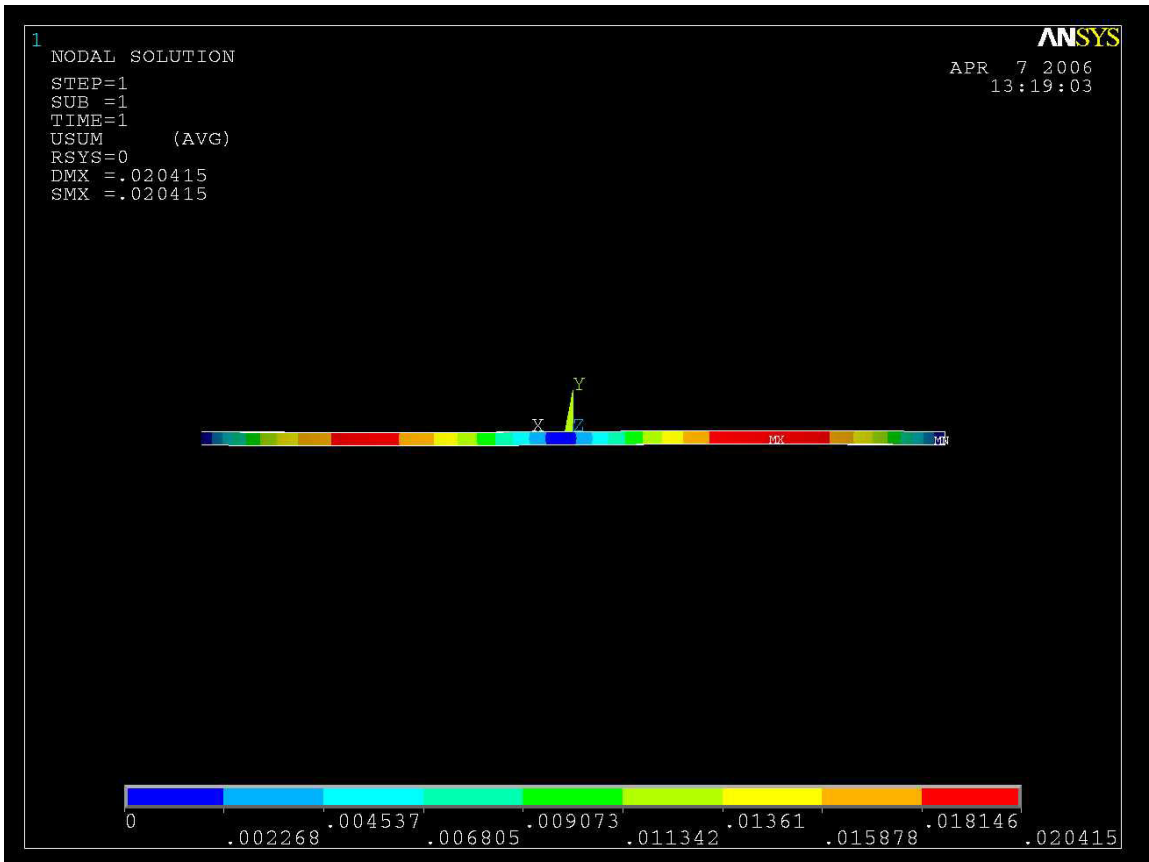 1
ANSYS
NODAL SOLUTION
APR 7 2006
13:19:03
STEP=1
SUB =1
TIME=1
USUM (AVG)
RSYS=0
DMX =.020415
SMX =.020415
Y
X Z
MX MN
0 .004537 .009073 .01361 .018146
.002268 .006805 .011342 .015878 .020415